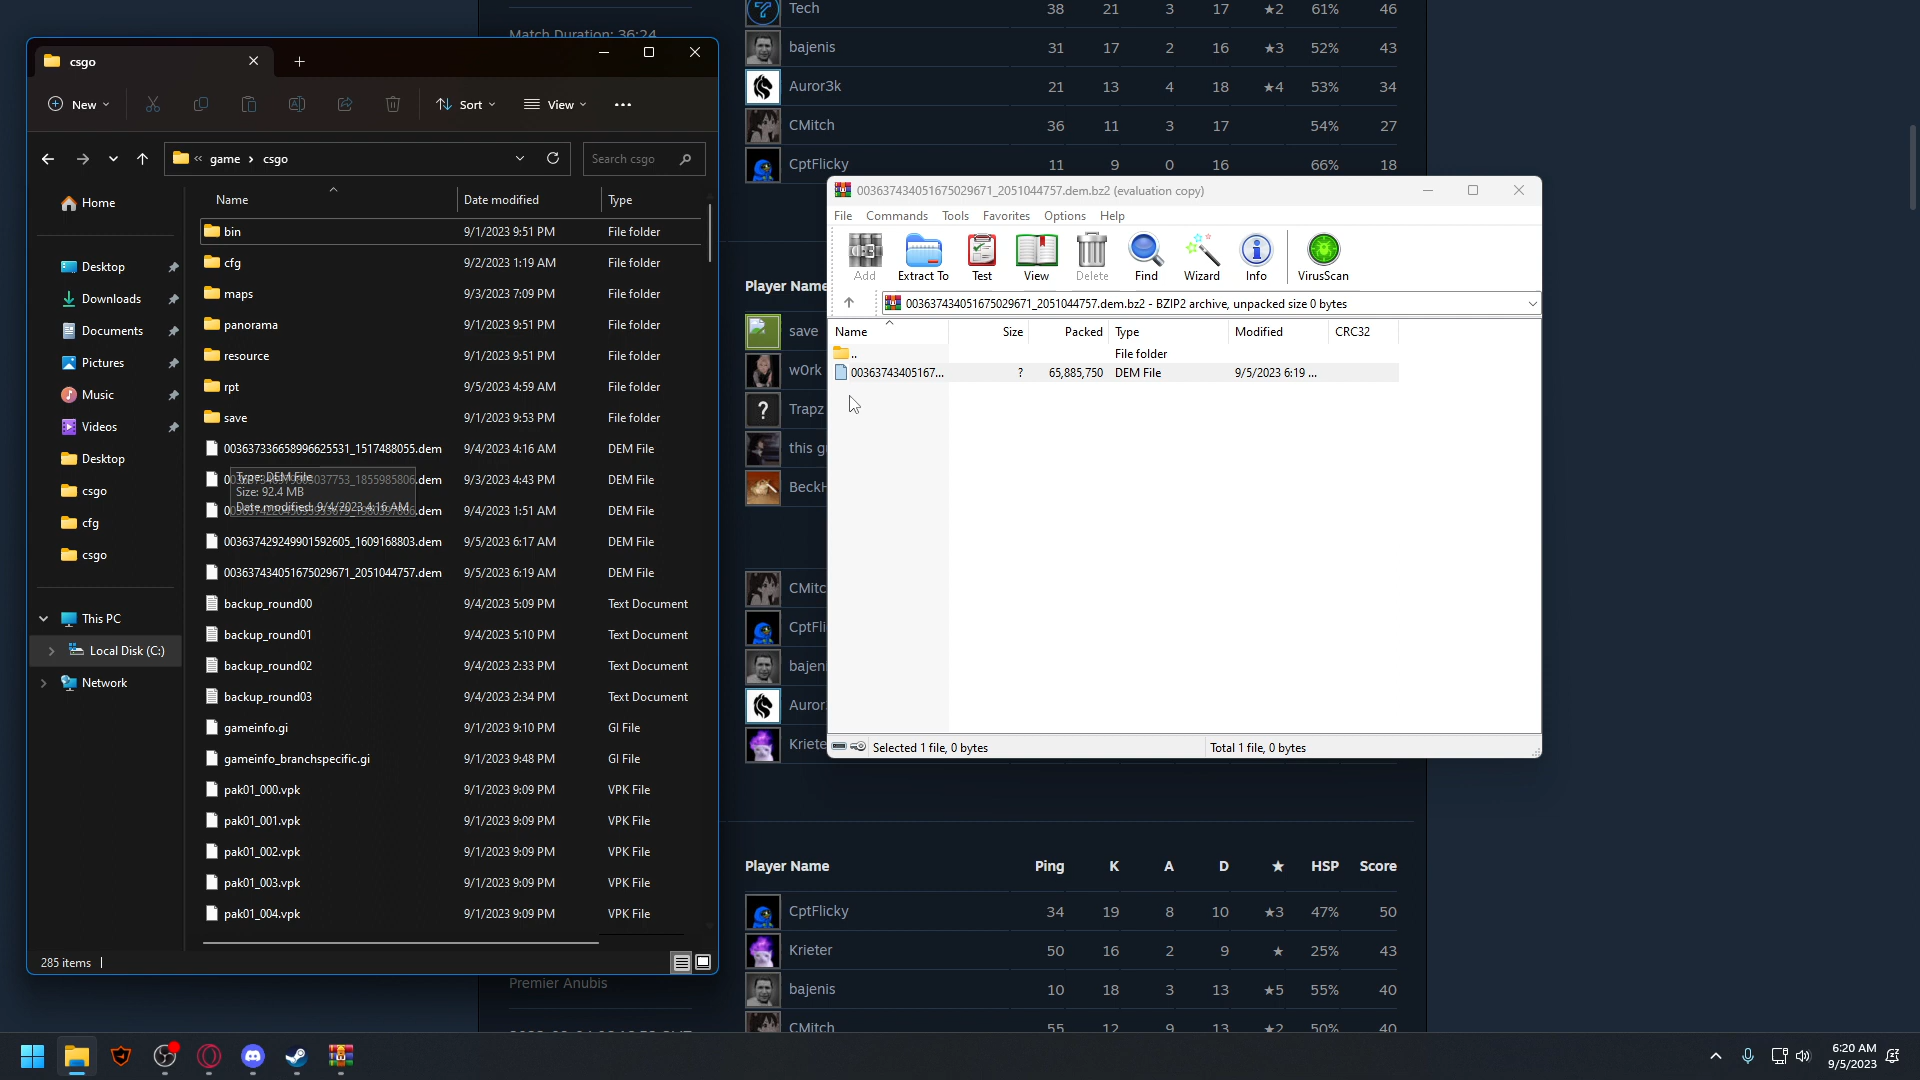 Tech 38 21 3 17 ★2 61% 46
Match Duration: 36:24
bajenis 31 17 2 16 ★3 52% 43
Auror3k 21 13 4 18 ★4 53% 34
CMitch 36 11 3 17 54% 27
CptFlicky 11 9 0 16 66% 18
csgo
New
Sort
View
« game > csgo
Search csgo
Home
Desktop
Downloads
Documents
Pictures
Music
Videos
Desktop
csgo
cfg
csgo
This PC
Local Disk (C:)
Network
Name Date modified Type
bin 9/1/2023 9:51 PM File folder
cfg 9/2/2023 1:19 AM File folder
maps 9/3/2023 7:09 PM File folder
panorama 9/1/2023 9:51 PM File folder
resource 9/1/2023 9:51 PM File folder
rpt 9/5/2023 4:59 AM File folder
save 9/1/2023 9:53 PM File folder
003637336658996625531_1517488055.dem 9/4/2023 4:16 AM DEM File
9/3/2023 4:43 PM DEM File
9/4/2023 1:51 AM DEM File
Type: DEM File
Size: 92.4 MB
Date modified: 9/4/2023 4:16 AM
003637429249901592605_1609168803.dem 9/5/2023 6:17 AM DEM File
003637434051675029671_2051044757.dem 9/5/2023 6:19 AM DEM File
backup_round00 9/4/2023 5:09 PM Text Document
backup_round01 9/4/2023 5:10 PM Text Document
backup_round02 9/4/2023 2:33 PM Text Document
backup_round03 9/4/2023 2:34 PM Text Document
gameinfo.gi 9/1/2023 9:10 PM GI File
gameinfo_branchspecific.gi 9/1/2023 9:48 PM GI File
pak01_000.vpk 9/1/2023 9:09 PM VPK File
pak01_001.vpk 9/1/2023 9:09 PM VPK File
pak01_002.vpk 9/1/2023 9:09 PM VPK File
pak01_003.vpk 9/1/2023 9:09 PM VPK File
pak01_004.vpk 9/1/2023 9:09 PM VPK File
285 items
003637434051675029671_2051044757.dem.bz2 (evaluation copy)
File Commands Tools Favorites Options Help
Add Extract To Test View Delete Find Wizard Info VirusScan
003637434051675029671_2051044757.dem.bz2 - BZIP2 archive, unpacked size 0 bytes
Name Size Packed Type Modified CRC32
.. File folder
00363743405167... ? 65,885,750 DEM File 9/5/2023 6:19 ...
Selected 1 file, 0 bytes
Total 1 file, 0 bytes
Player Name
save
w0rk
Trapz
this g
BeckH
CMitc
CptFli
bajen
Auror
Kriete
Player Name Ping K A D ★ HSP Score
CptFlicky 34 19 8 10 ★3 47% 50
Krieter 50 16 2 9 ★ 25% 43
Premier Anubis
bajenis 10 18 3 13 ★5 55% 40
CMitch 55 12 9 13 ★2 50% 40
6:20 AM
9/5/2023